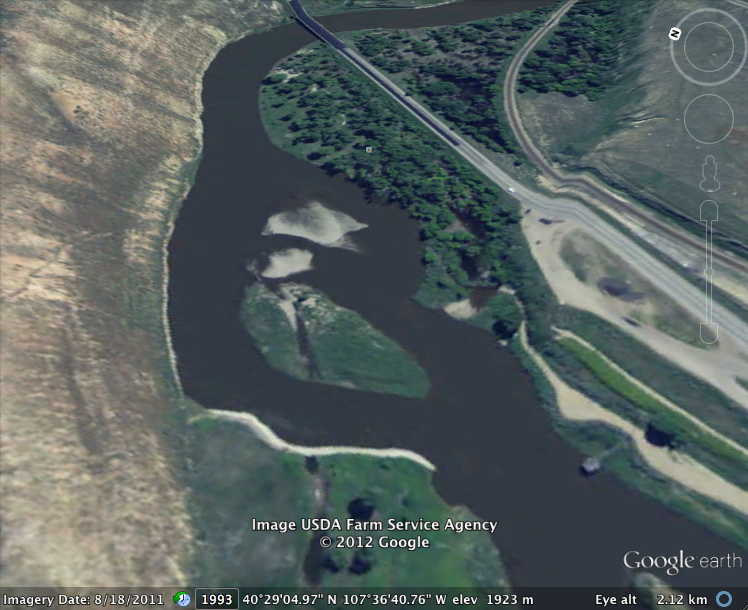 N
Image USDA Farm Service Agency
© 2012 Google
Google earth
Imagery Date: 8/18/2011 1993 40°29'04.97" N 107°36'40.76" W elev 1923 m Eye alt 2.12 km